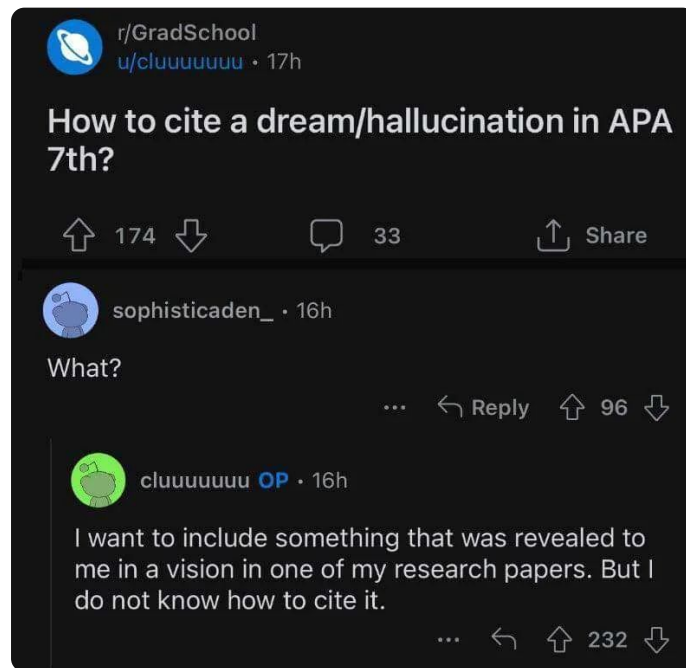 r/GradSchool
u/cluuuuuuu • 17h
How to cite a dream/hallucination in APA
7th?
174
33
Share
sophisticaden_ • 16h
What?
... Reply 96
cluuuuuuu OP • 16h
I want to include something that was revealed to
me in a vision in one of my research papers. But I
do not know how to cite it.
... 232